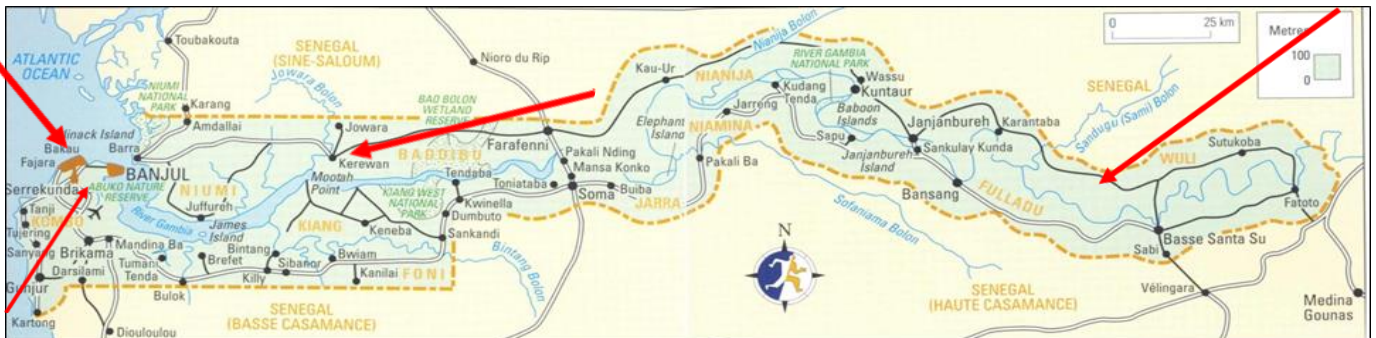 ATLANTIC
OCEAN
Toubakouta
SENEGAL
(SINE-SALOUM)
Jowara Bolon
Nioro du Rip
NIUMI
NATIONAL
PARK
Karang
Amdallai
BAO BOLON
WETLAND
RESERVE
Jowara
Kerewan
BADDIBU
Farafenni
Bakau
Fajara
Barra
BANJUL
Serrekunda
ABUKO NATURE
RESERVE
NIUMI
Juffureh
James
Island
River Gambia
Mootah
Point
KIANG
KIANG WEST
NATIONAL
PARK
Tendaba
Kwinella
Dumbuto
Sankandi
Keneba
Toniataba
Pakali Nding
Mansa Konko
Soma
Buiba
JARRA
Tanji
Tujering
Sanyang
KOMBO
Brikama
Mandina Ba
Darsilami
Tumani
Tenda
Gunjur
Kartong
Brefet
Bintang
Sibanor
Killy
Bwiam
Kanilai
FONI
Bulok
Bintang
Bolon
Diouloulou
SENEGAL
(BASSE CASAMANCE)
Kau-Ur
NIANIJA
Nianija Bolon
RIVER GAMBIA
NATIONAL PARK
Wassu
Kuntaur
Kudang
Tenda
Jarreng
Elephant
Island
NIAMINA
Pakali Ba
Baboon
Islands
Sapu
Janjanbureh
Island
Janjanbureh
Sankulay Kunda
Karantaba
Bansang
Sofaniama Bolon
FULLADU
Sandugu (Sami) Bolon
SENEGAL
WULI
Sutukoba
Fatoto
Basse Santa Su
Sabi
Vélingara
SENEGAL
(HAUTE CASAMANCE)
Medina
Gounas
N
0 25 km
Metres
100
0